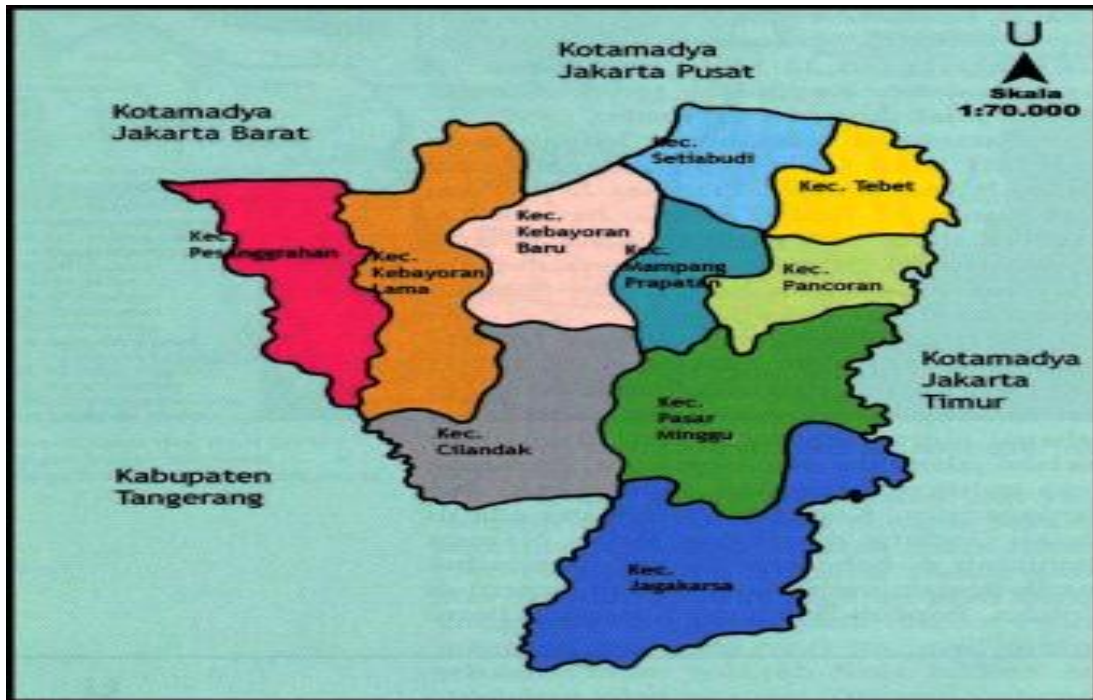 Kotamadya
Jakarta Pusat
U
Skala
1:70.000
Kotamadya
Jakarta Barat
Kec.
Setiabudi
Kec. Tebet
Kec.
Pesanggrahan
Kec.
Kebayoran
Lama
Kec.
Kebayoran
Baru
Kec.
Mampang
Prapatan
Kec.
Pancoran
Kotamadya
Jakarta
Timur
Kec.
Pasar
Minggu
Kec.
Cilandak
Kabupaten
Tangerang
Kec.
Jagakarsa